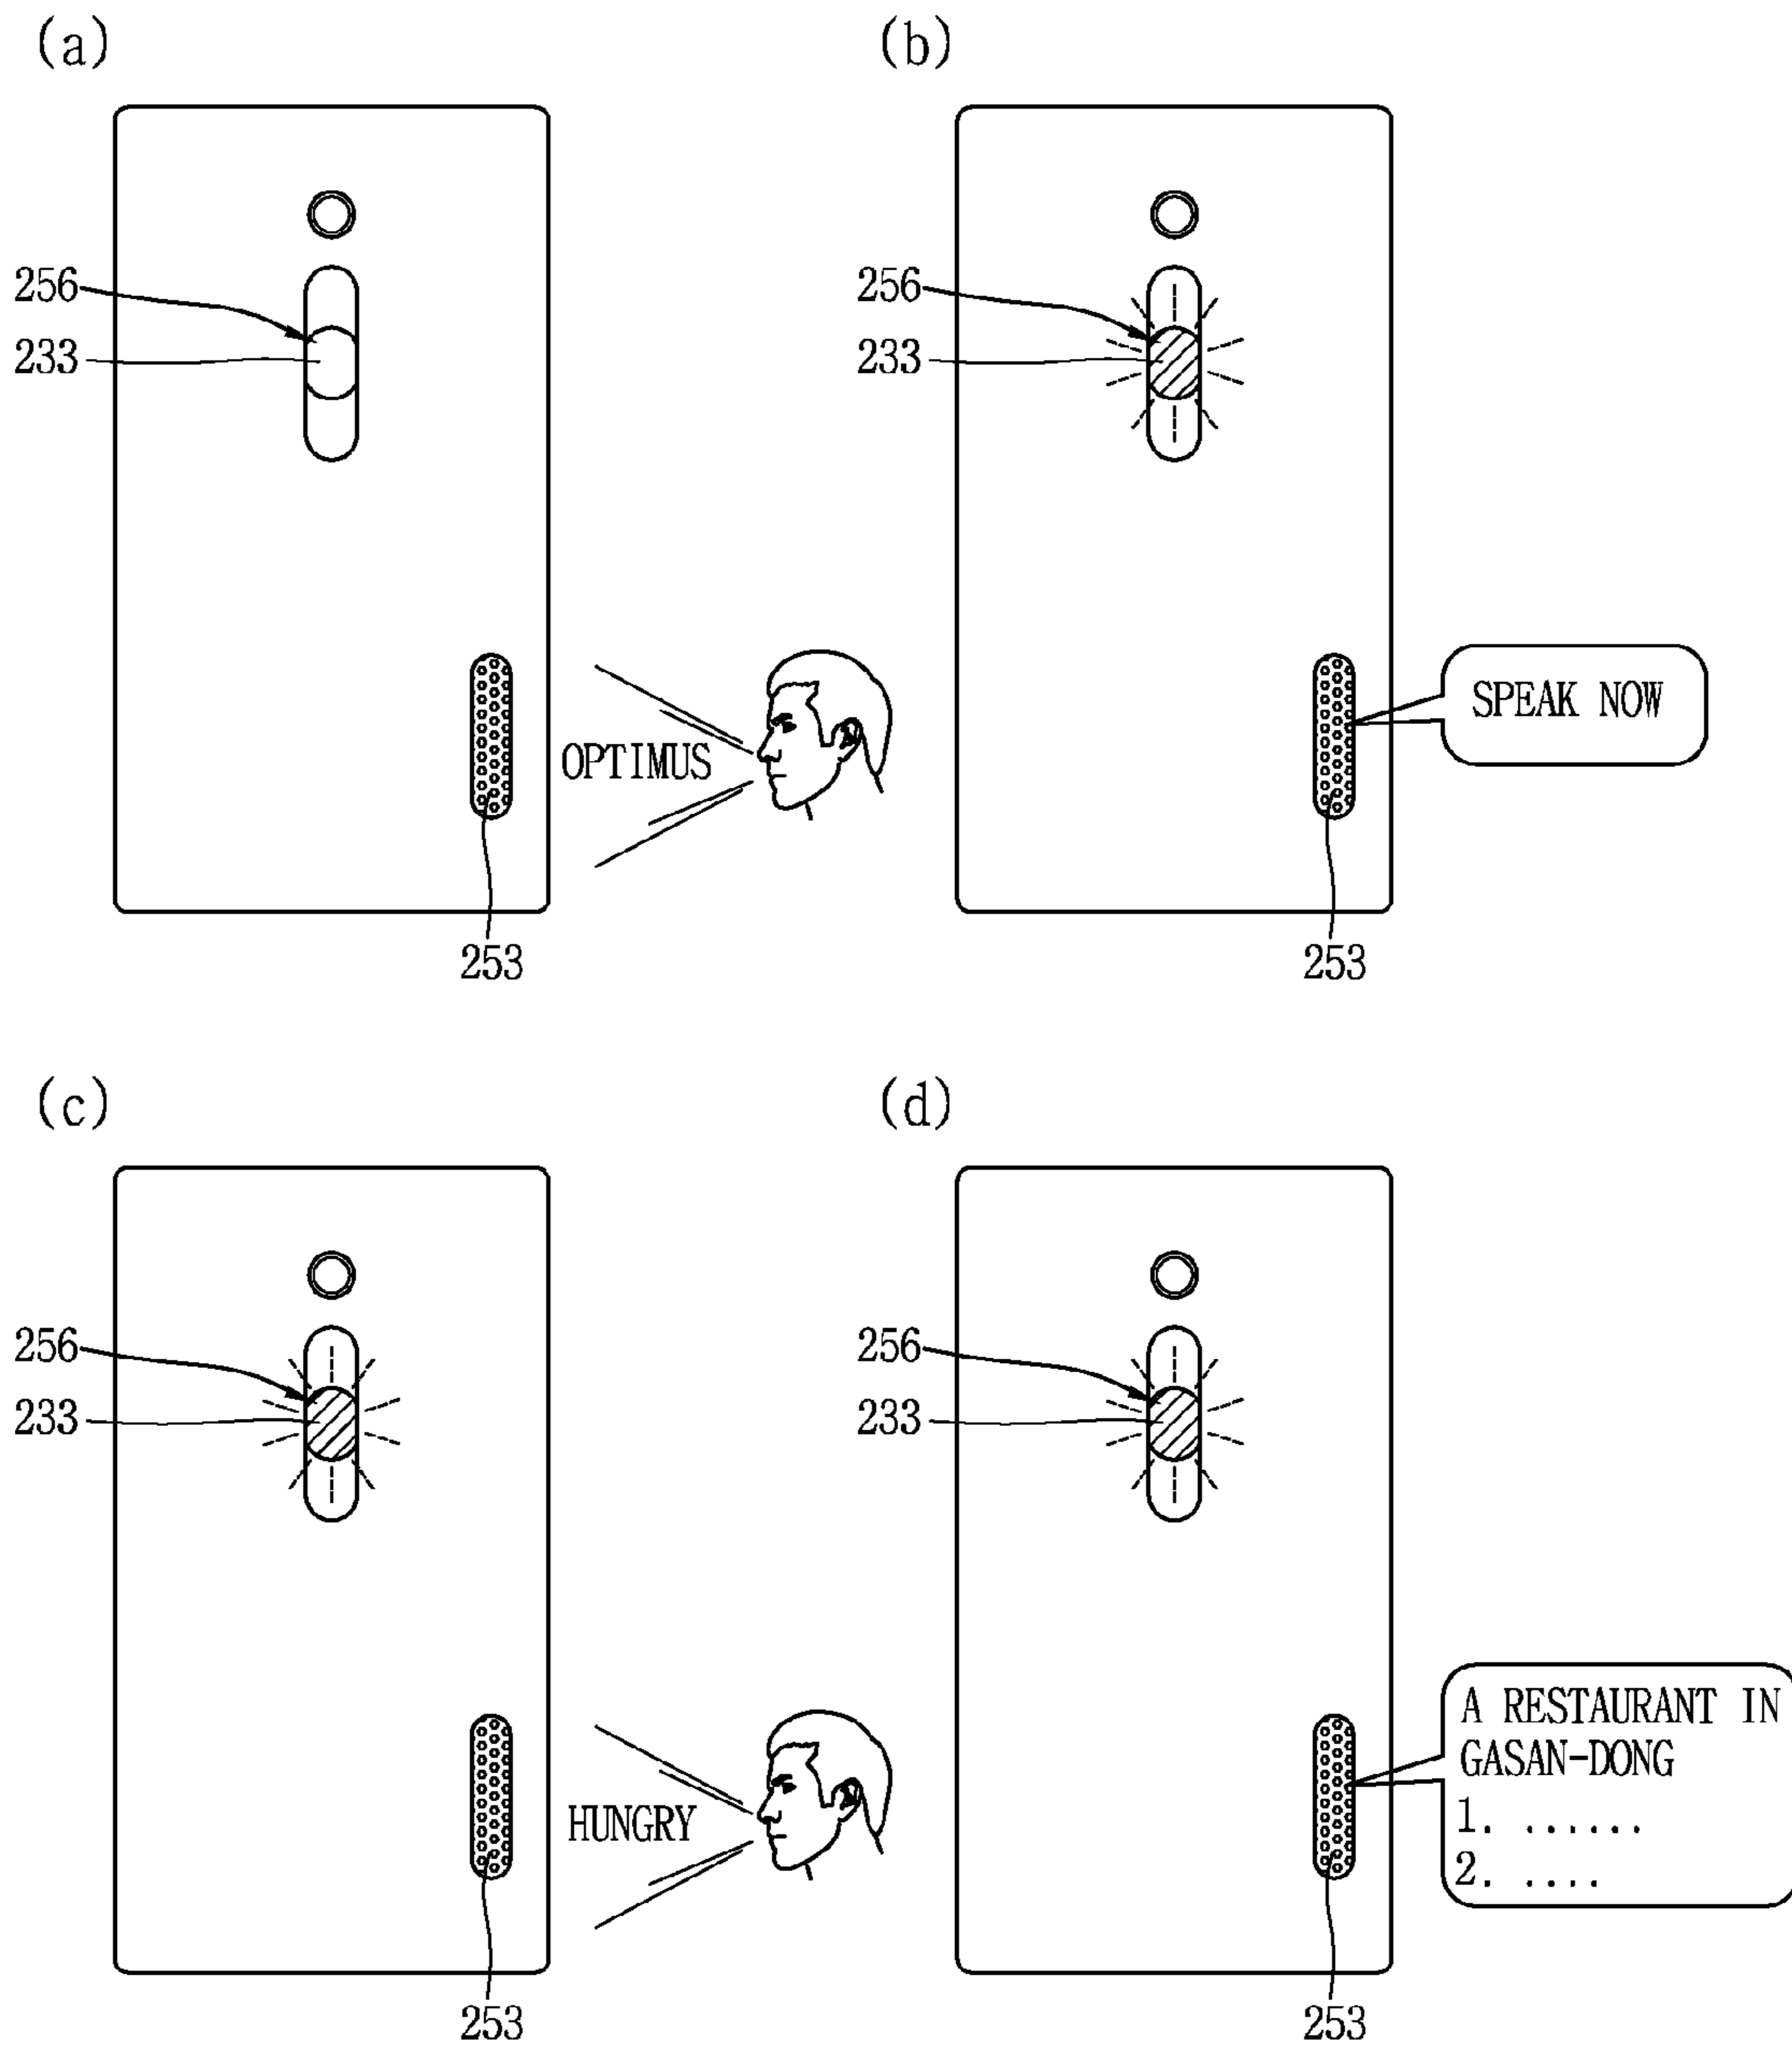 (a)
256
233
OPTIMUS
253
(b)
256
233
SPEAK NOW
253
(c)
256
233
HUNGRY
253
(d)
256
233
A RESTAURANT IN
GASAN-DONG
1. ......
2. ....
253